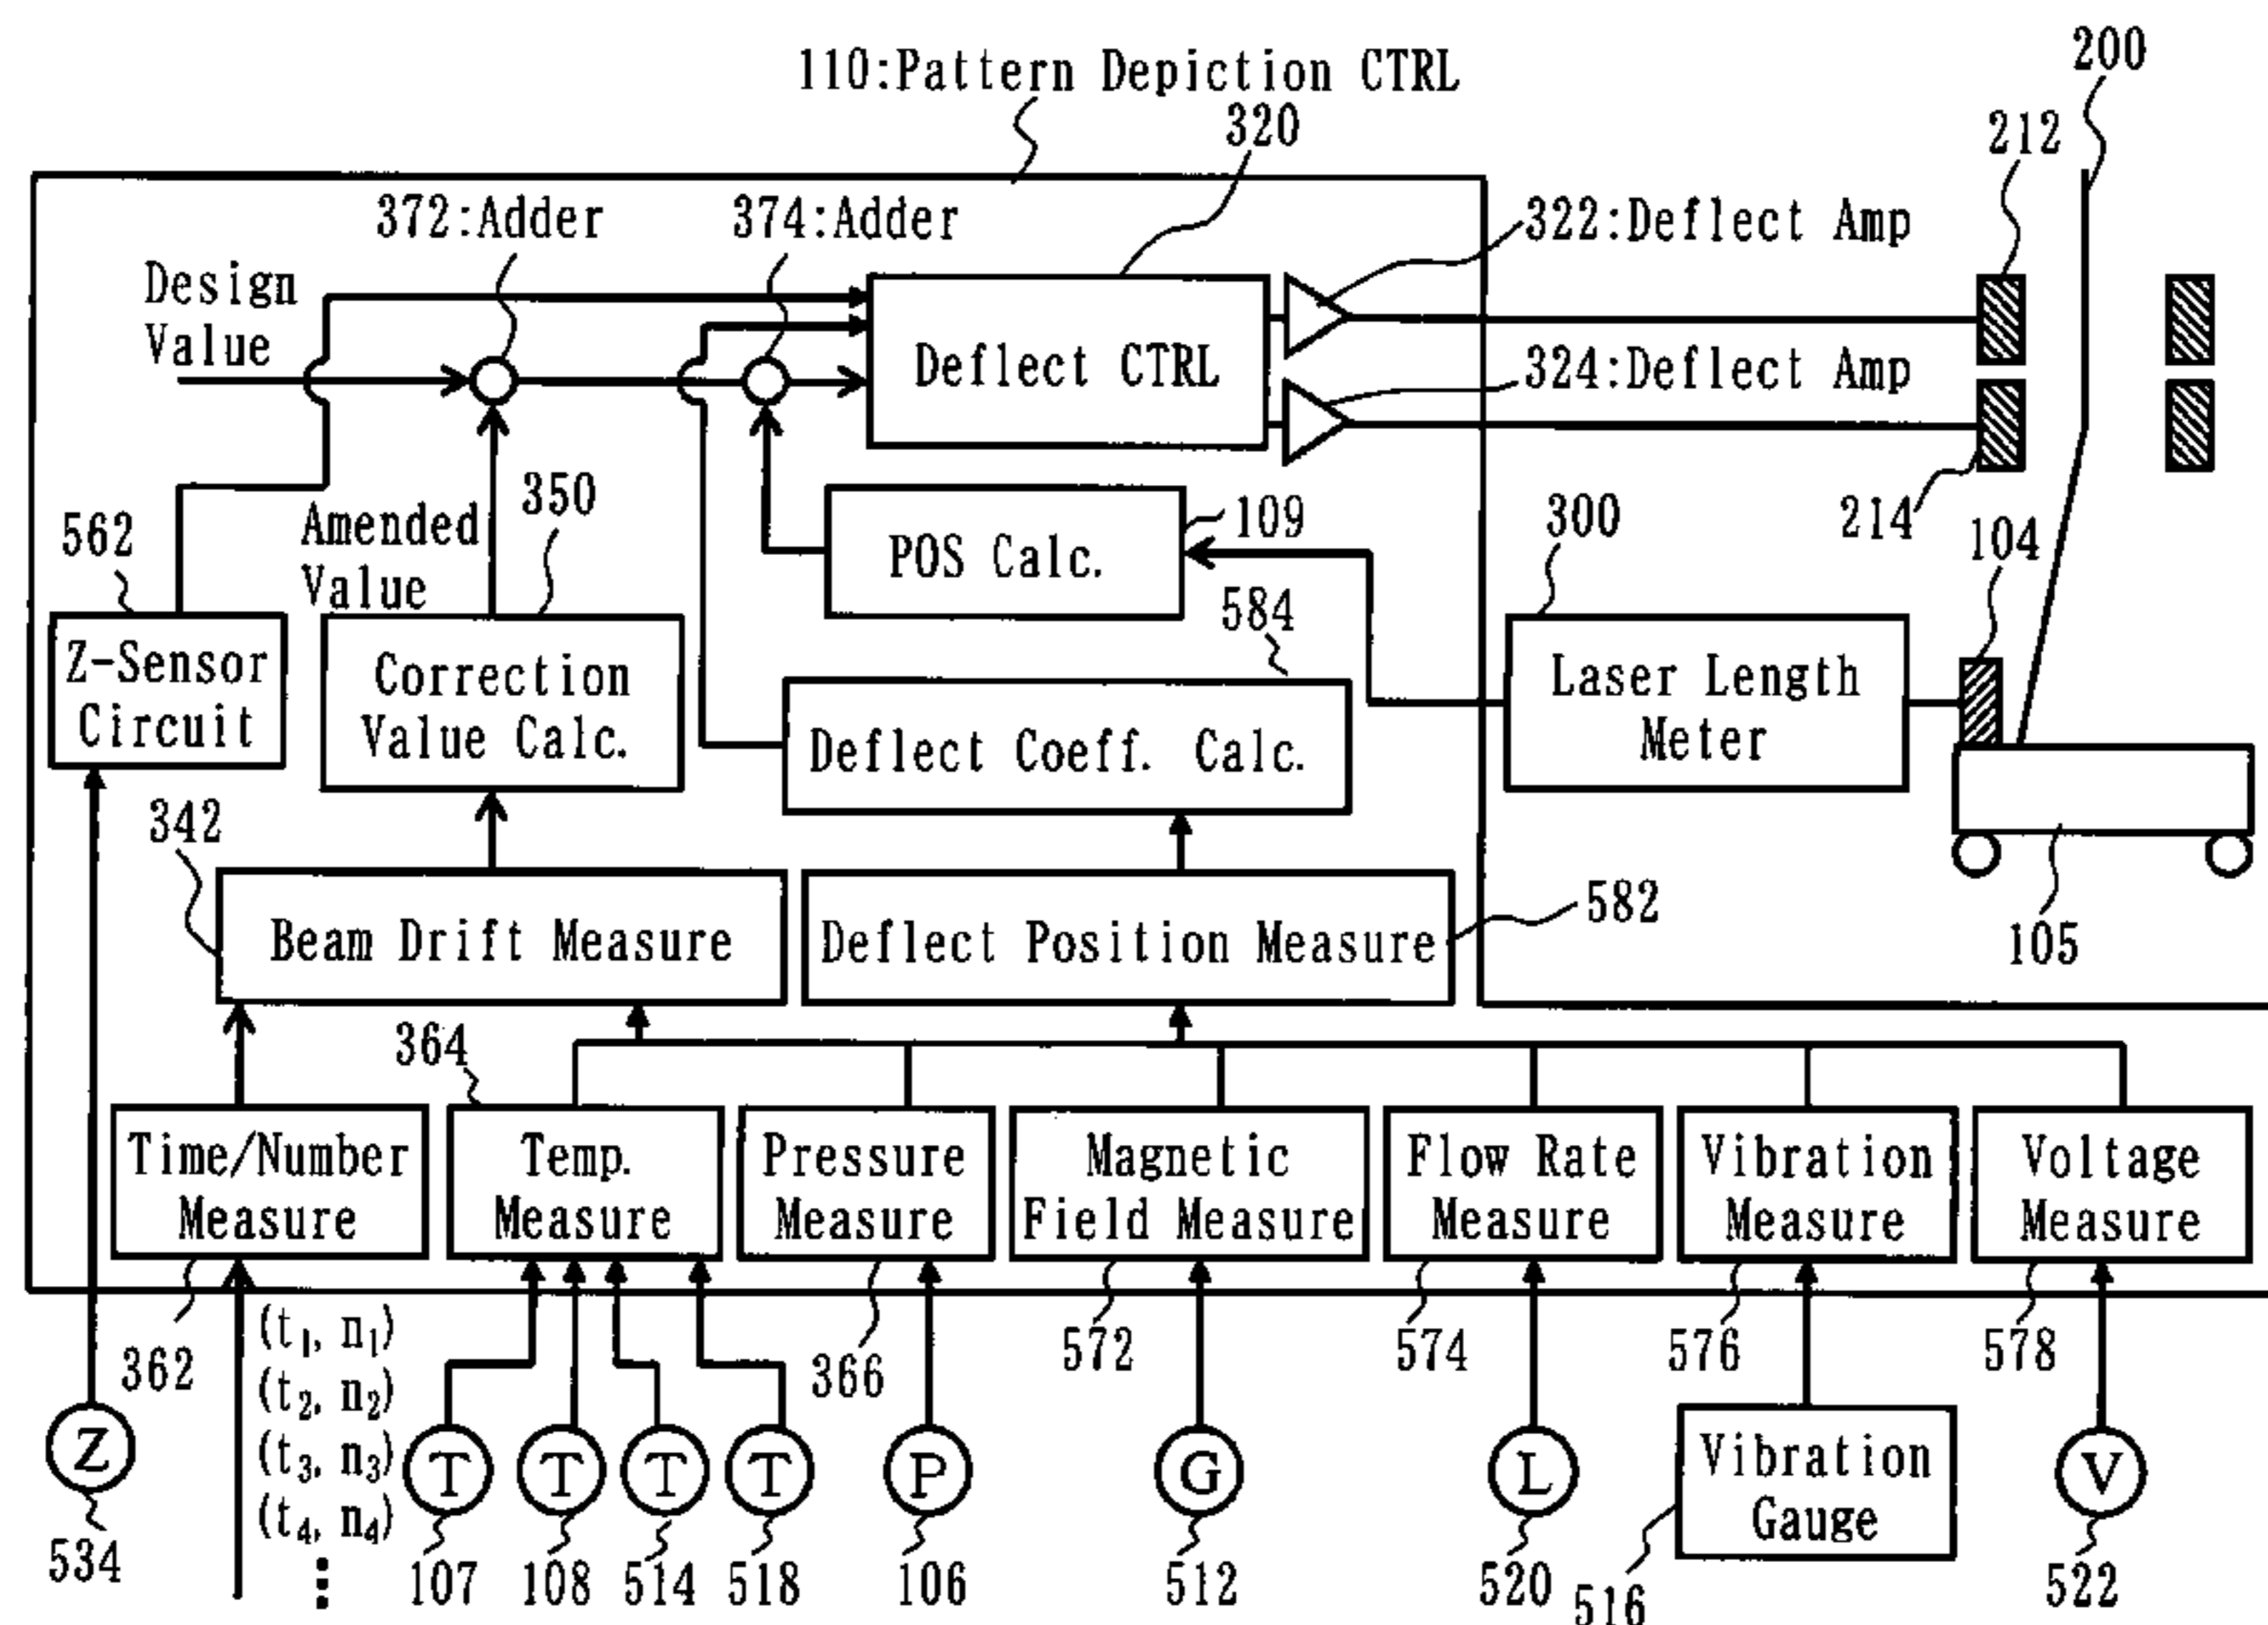 110:Pattern Depiction CTRL
200
320
212
372:Adder
374:Adder
322:Deflect Amp
Design
Value
Deflect CTRL
324:Deflect Amp
350
562
Amended
Value
109
POS Calc.
300
214
104
584
Z-Sensor
Circuit
Correction
Value Calc.
Laser Length
Meter
Deflect Coeff. Calc.
342
582
Beam Drift Measure
Deflect Position Measure
105
364
Time/Number
Measure
Temp.
Measure
Pressure
Measure
Magnetic
Field Measure
Flow Rate
Measure
Vibration
Measure
Voltage
Measure
362
(t₁, n₁)
(t₂, n₂)
(t₃, n₃)
(t₄, n₄)
⋮
366
572
574
576
578
Z
T
T
T
T
P
G
L
Vibration
Gauge
V
534
107
108
514
518
106
512
520
516
522